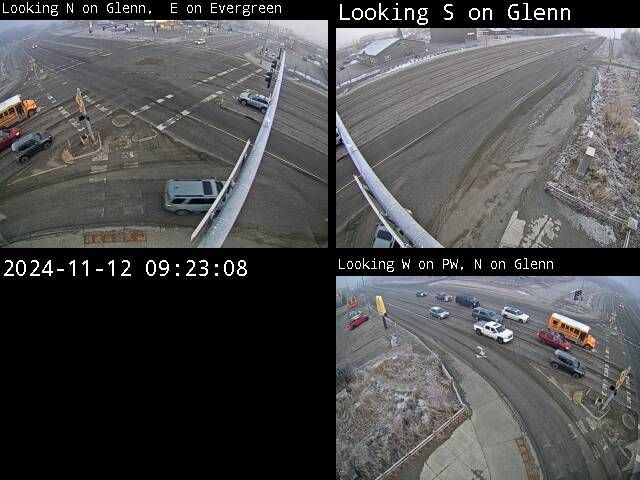 Looking N on Glenn,  E on Evergreen
Looking S on Glenn
2024-11-12 09:23:08
Looking W on PW, N on Glenn